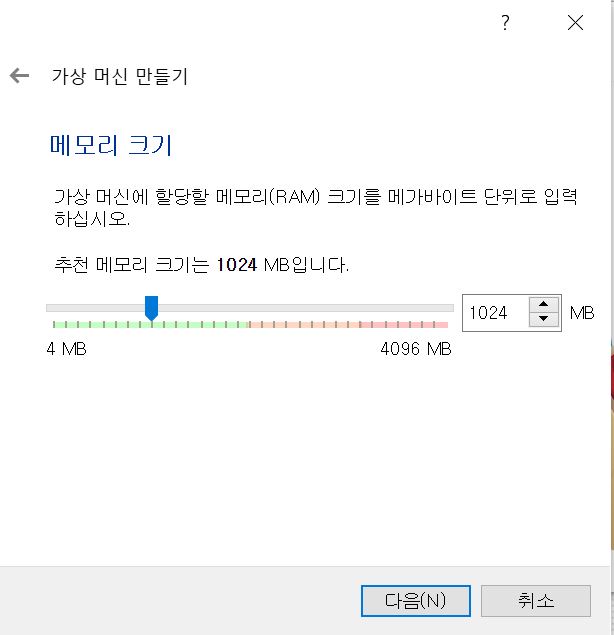 ?
가상 머신 만들기
메모리 크기
가상 머신에 할당할 메모리(RAM) 크기를 메가바이트 단위로 입력
하십시오.
추천 메모리 크기는 1024 MB입니다.
1024 MB
4 MB 4096 MB
다음(N) 취소